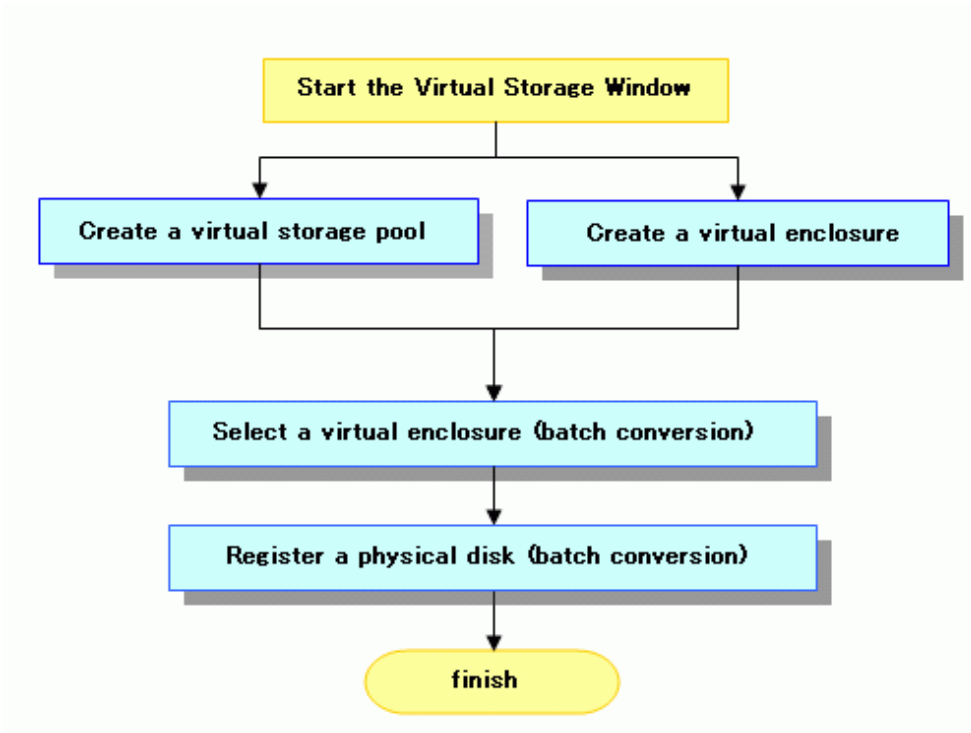 Start the Virtual Storage Window
Create a virtual storage pool
Create a virtual enclosure
Select a virtual enclosure (batch conversion)
Register a physical disk (batch conversion)
finish